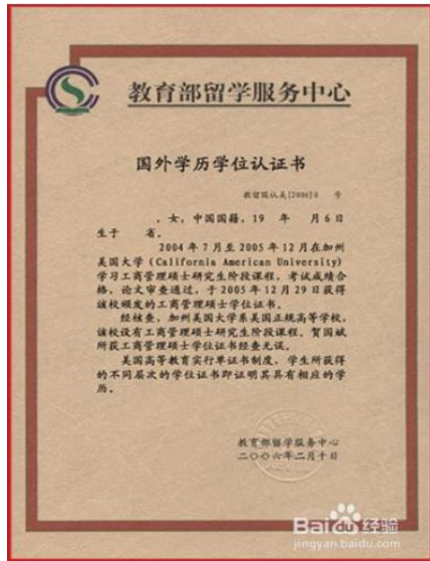 教育部留学服务中心
国外学历学位认证书
教留服认美[2006]0 号
,女,中国国籍,19 年 月6日
生于 省。
2004年7月至2005年12月在加州
美国大学(California American University)
学习工商管理硕士研究生阶段课程,考试成绩合
格,论文审查通过,于2005年12月29日获得
该校颁发的工商管理硕士学位证书。
经核查,加州美国大学系美国正规高等学校,
该校设有工商管理硕士研究生阶段课程。贺国斌
所获工商管理硕士学位证书经查无误。
美国高等教育实行单证书制度,学生所获得
的不同层次的学位证书即证明其具有相应的学
历。
教育部留学服务中心
二〇〇六年二月十日
Baidu经验
jingyan.baidu.com